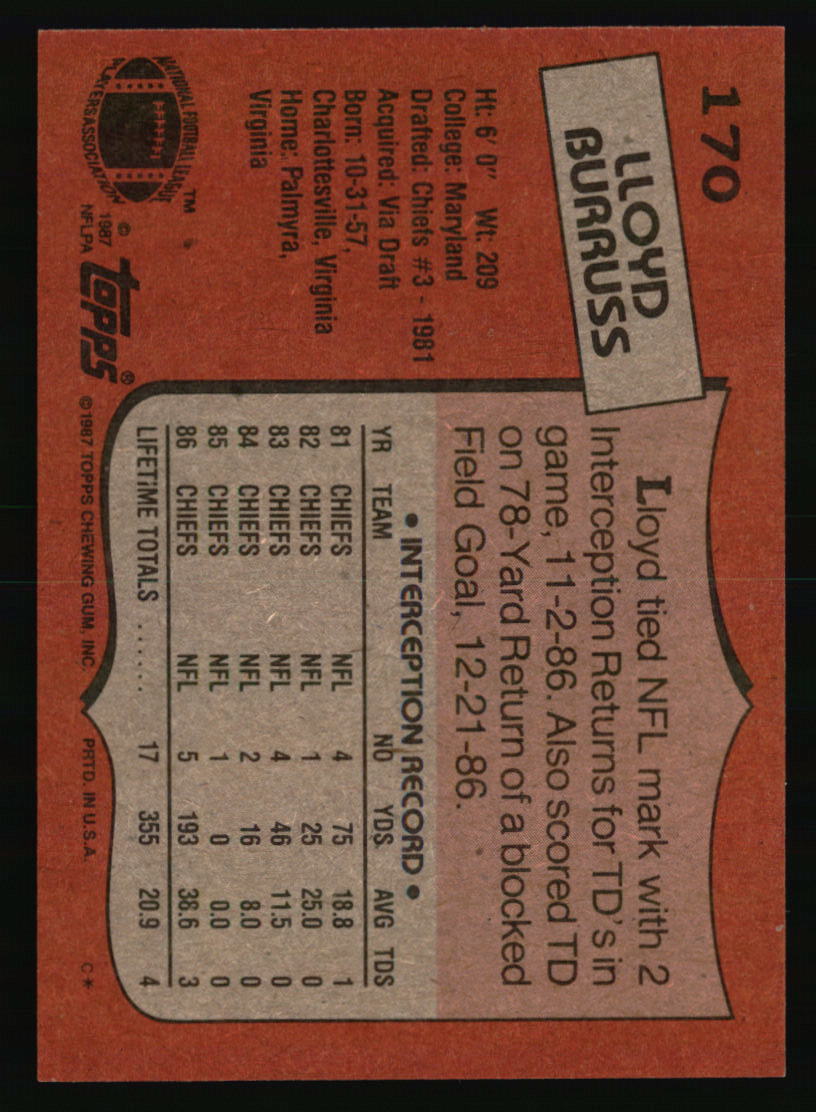 170
LLOYD
BURRUSS
Ht: 6' 0" Wt: 209
College: Maryland
Drafted: Chiefs #3 - 1981
Acquired: Via Draft
Born: 10-31-57,
Charlottesville, Virginia
Home: Palmyra,
Virginia
NATIONAL FOOTBALL LEAGUE
PLAYERS ASSOCIATION
TM
© 1987
NFLPA
topps®
Lloyd tied NFL mark with 2
Interception Returns for TD's in
game, 11-2-86. Also scored TD
on 78-Yard Return of a blocked
Field Goal, 12-21-86.
• INTERCEPTION RECORD •
YR TEAM NO YDS AVG TDS
81 CHIEFS NFL 4 75 18.8 1
82 CHIEFS NFL 1 25 25.0 0
83 CHIEFS NFL 4 46 11.5 0
84 CHIEFS NFL 2 16 8.0 0
85 CHIEFS NFL 1 0 0.0 0
86 CHIEFS NFL 5 193 38.6 3
LIFETIME TOTALS ...... 17 355 20.9 4
©1987 TOPPS CHEWING GUM, INC. PRTD. IN U.S.A. C*